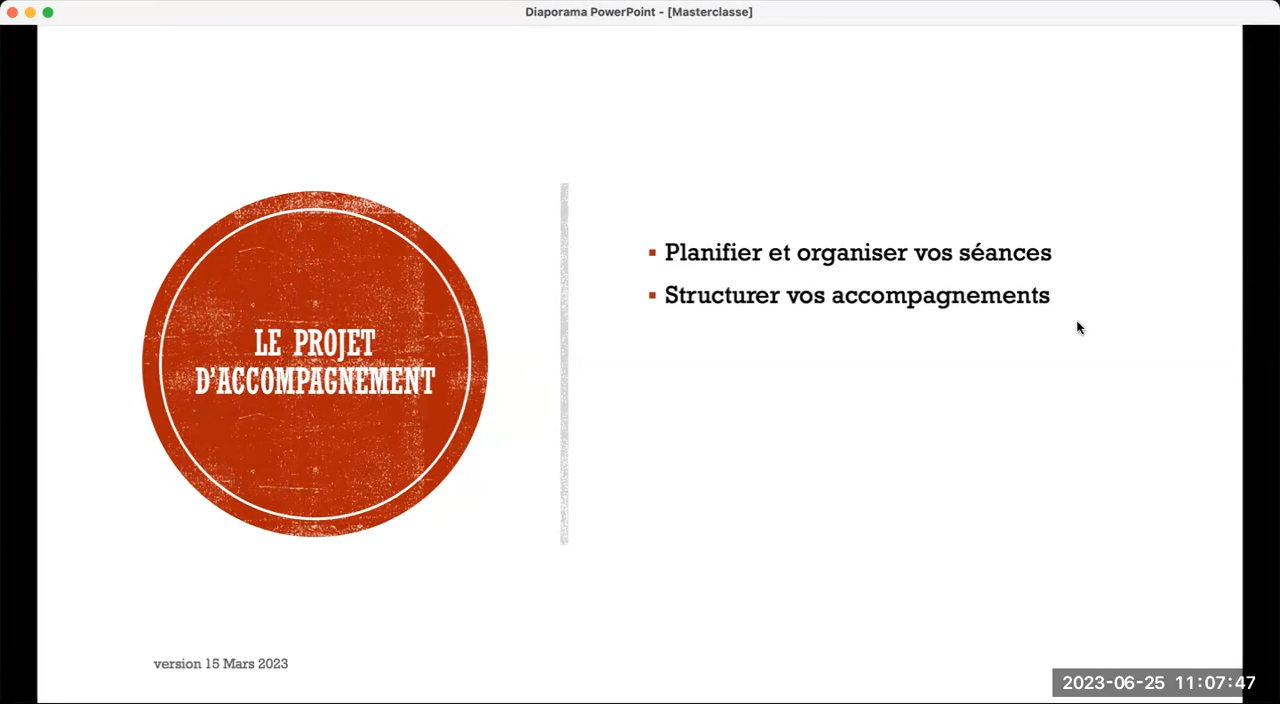 Diaporama PowerPoint - [Masterclasse]
LE PROJET
D'ACCOMPAGNEMENT
▪ Planifier et organiser vos séances
▪ Structurer vos accompagnements
version 15 Mars 2023
2023-06-25 11:07:47